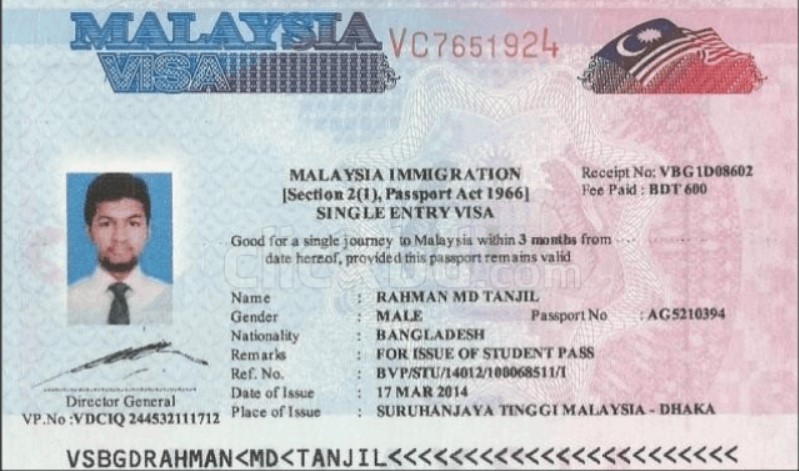 MALAYSIA
VISA
VC7651924
MALAYSIA IMMIGRATION
[Section 2(1), Passport Act 1966]
SINGLE ENTRY VISA
Receipt No: VBG1D08602
Fee Paid : BDT 600
Good for a single journey to Malaysia within 3 months from
date hereof, provided this passport remains valid
clickbd.com
Name : RAHMAN MD TANJIL
Gender : MALE Passport No : AG5210394
Nationality : BANGLADESH
Remarks : FOR ISSUE OF STUDENT PASS
Ref. No. : BVP/STU/14012/100068511/I
Date of Issue : 17 MAR 2014
Place of Issue : SURUHANJAYA TINGGI MALAYSIA - DHAKA
Director General
VP.No :VDCIQ 244532111712
VSBGDRAHMAN<MD<TANJIL<<<<<<<<<<<<<<<<<<<<<<<